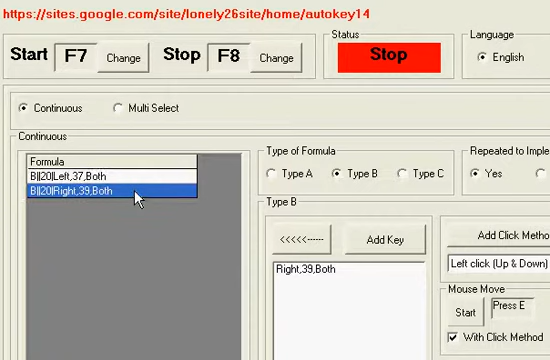 https://sites.google.com/site/lonely26site/home/autokey14
Start F7 Change Stop F8 Change
Status
Stop
Language
English
Continuous Multi Select
Continuous
Formula
B||20|Left,37,Both
B||20|Right,39,Both
Type of Formula
Type A Type B Type C
Repeated to Imple
Yes
Type B
<<<<<------ Add Key
Right,39,Both
Add Click Metho
Left click (Up & Down)
Mouse Move
Start Press E
With Click Method